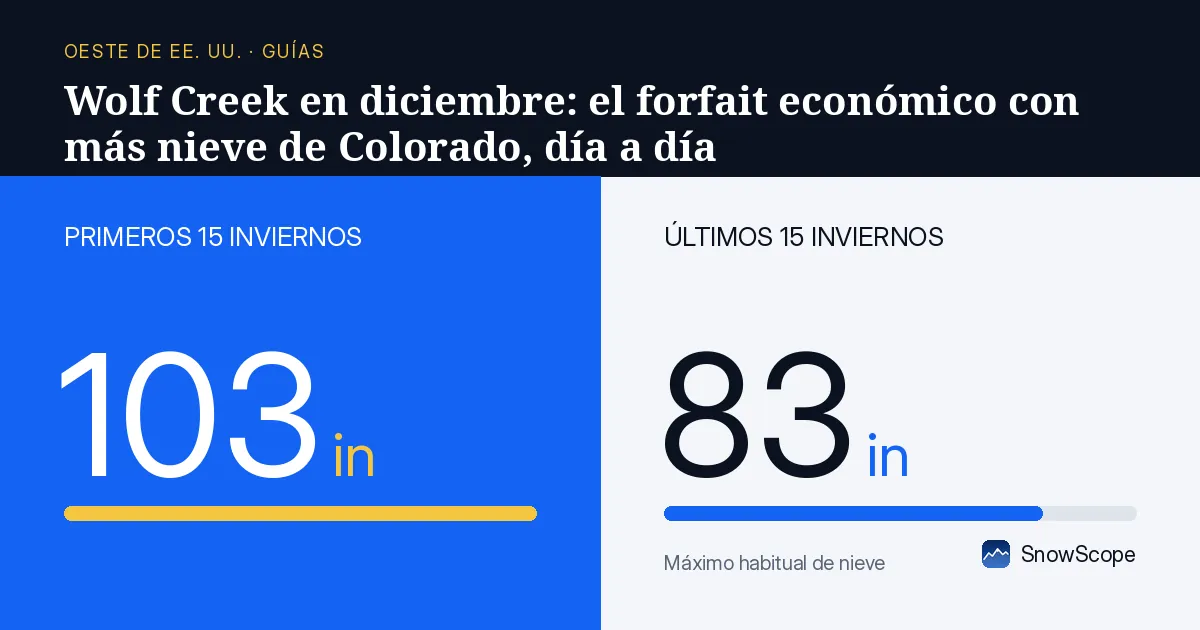 OESTE DE EE. UU. · GUÍAS
Wolf Creek en diciembre: el forfait económico con
más nieve de Colorado, día a día
PRIMEROS 15 INVIERNOS
103 in
ÚLTIMOS 15 INVIERNOS
83 in
Máximo habitual de nieve
SnowScope